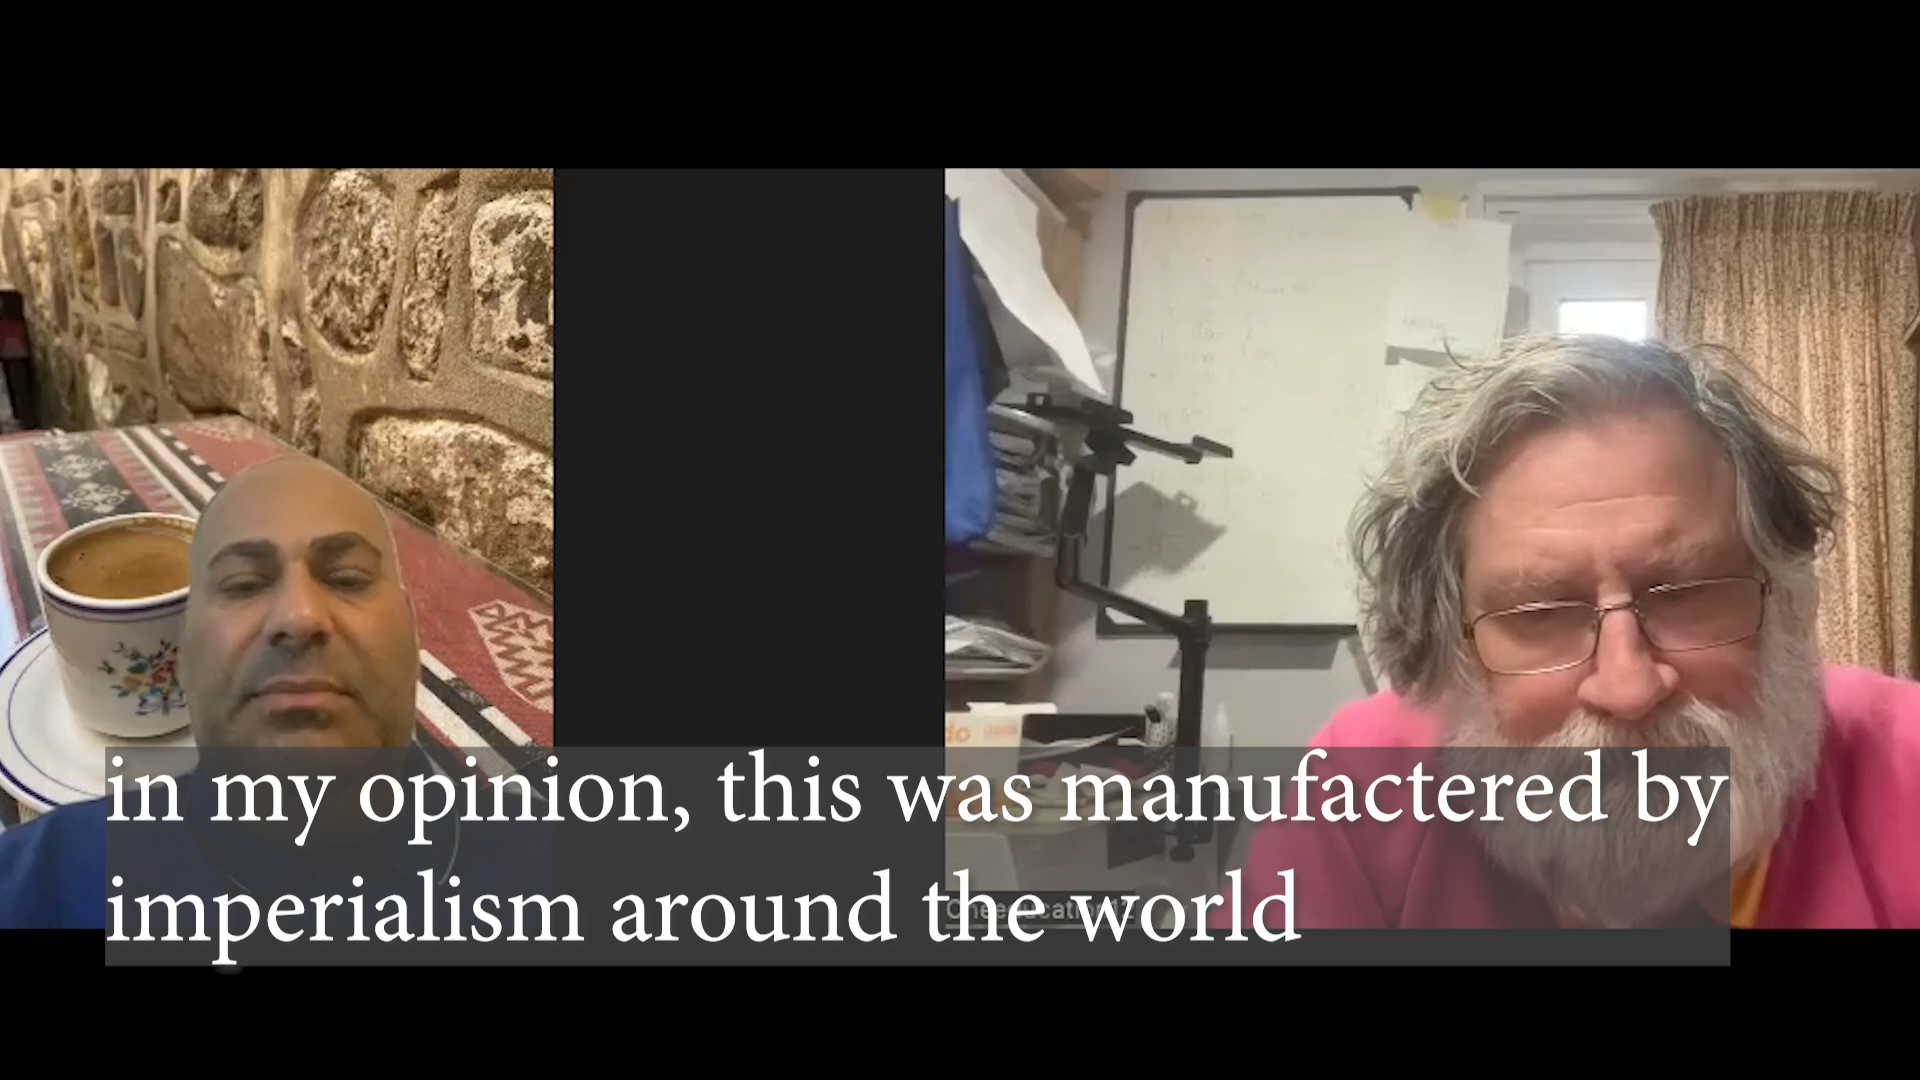 in my opinion, this was manufactered by
imperialism around the world